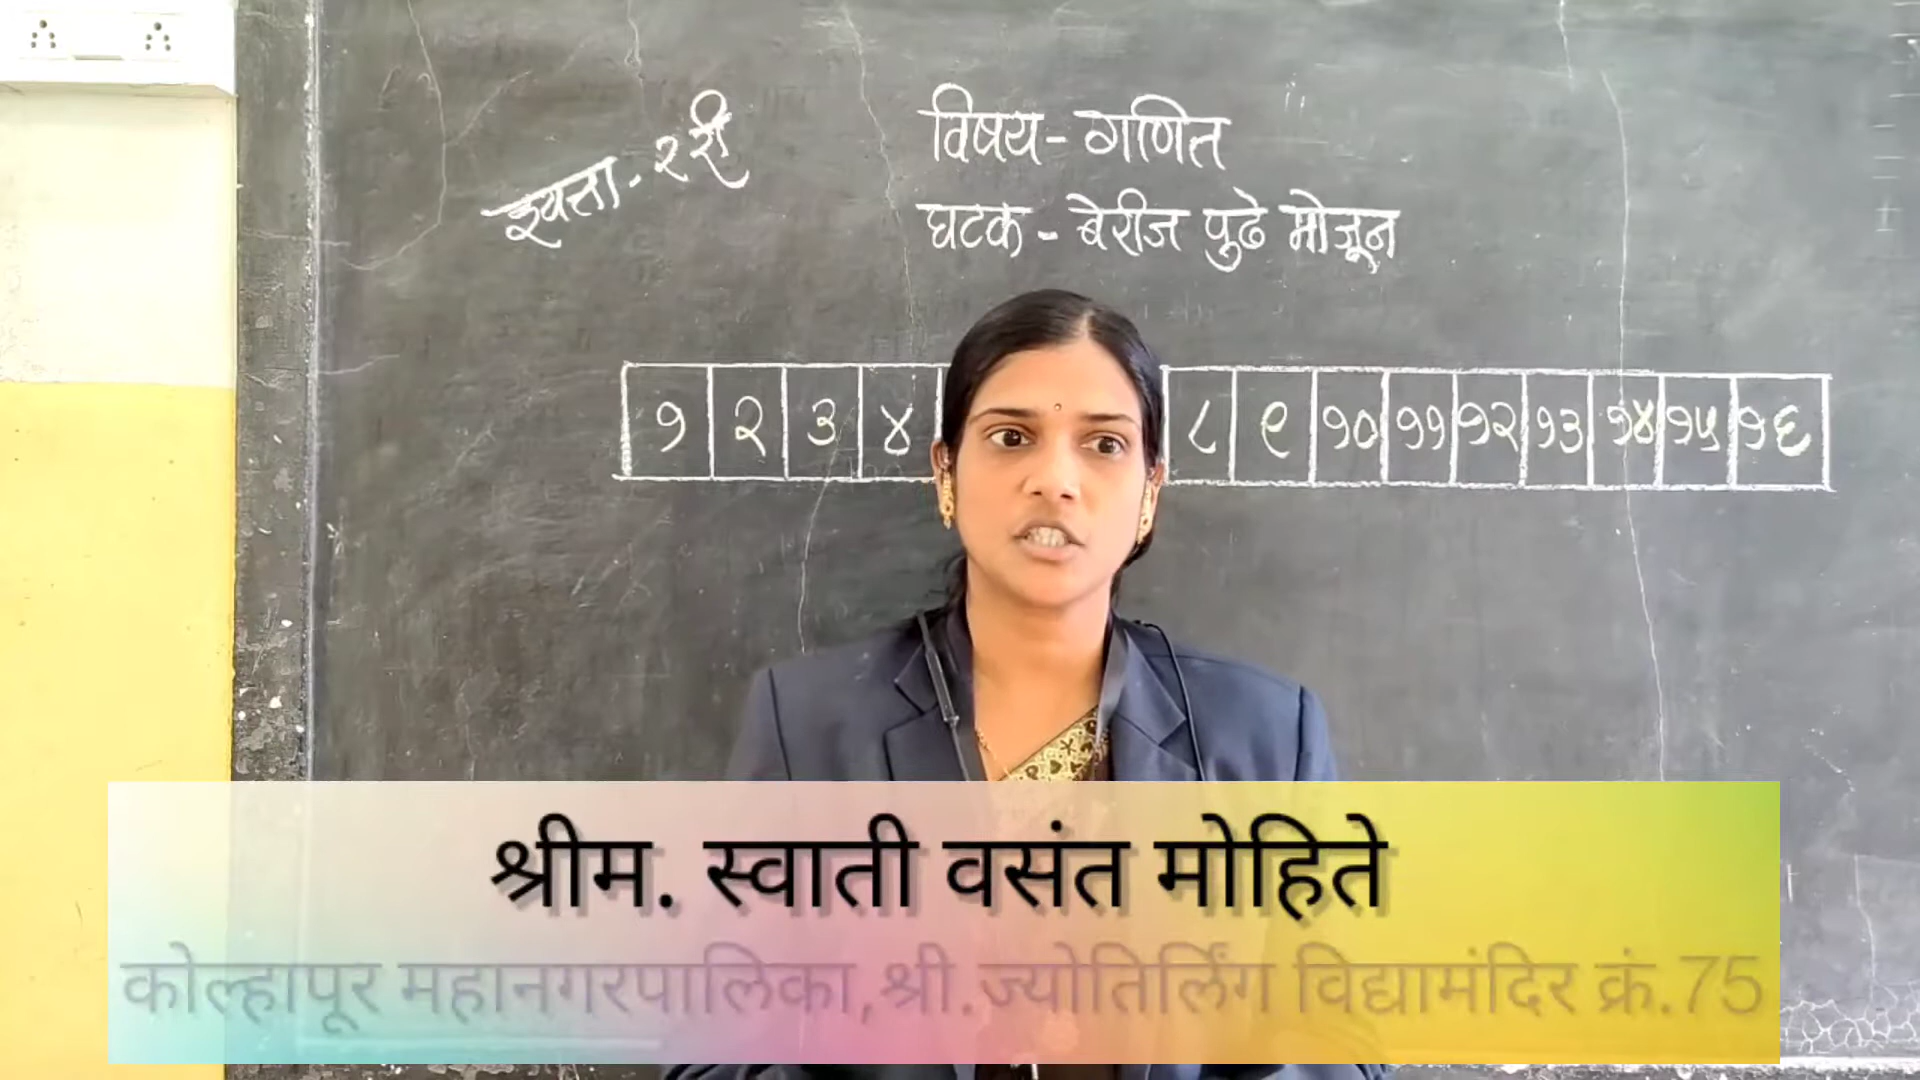 इयत्ता - २ री
विषय - गणित
घटक - बेरीज पुढे मोजून
१ २ ३ ४ ८ ९ १० ११ १२ १३ १४ १५ १६
श्रीम. स्वाती वसंत मोहिते
कोल्हापूर महानगरपालिका,श्री.ज्योतिर्लिंग विद्यामंदिर क्रं.75